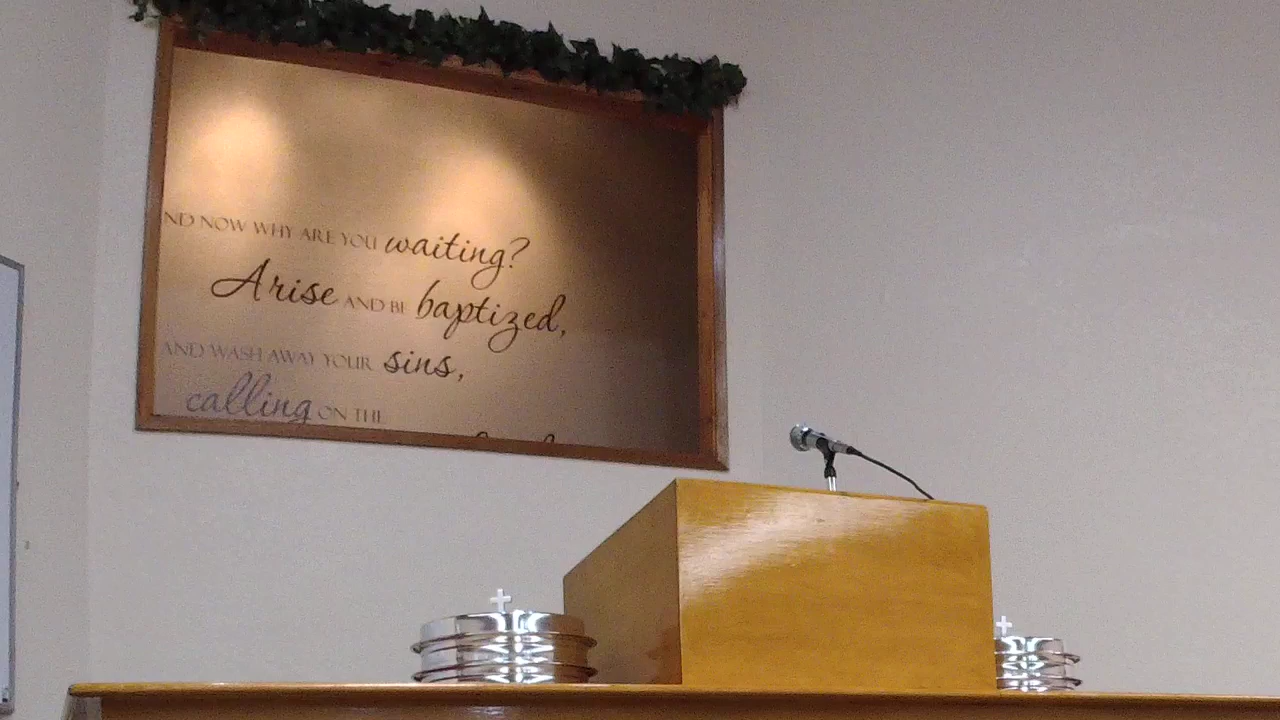 ND NOW WHY ARE YOU waiting?
Arise AND BE baptized,
AND WASH AWAY YOUR sins,
calling ON THE